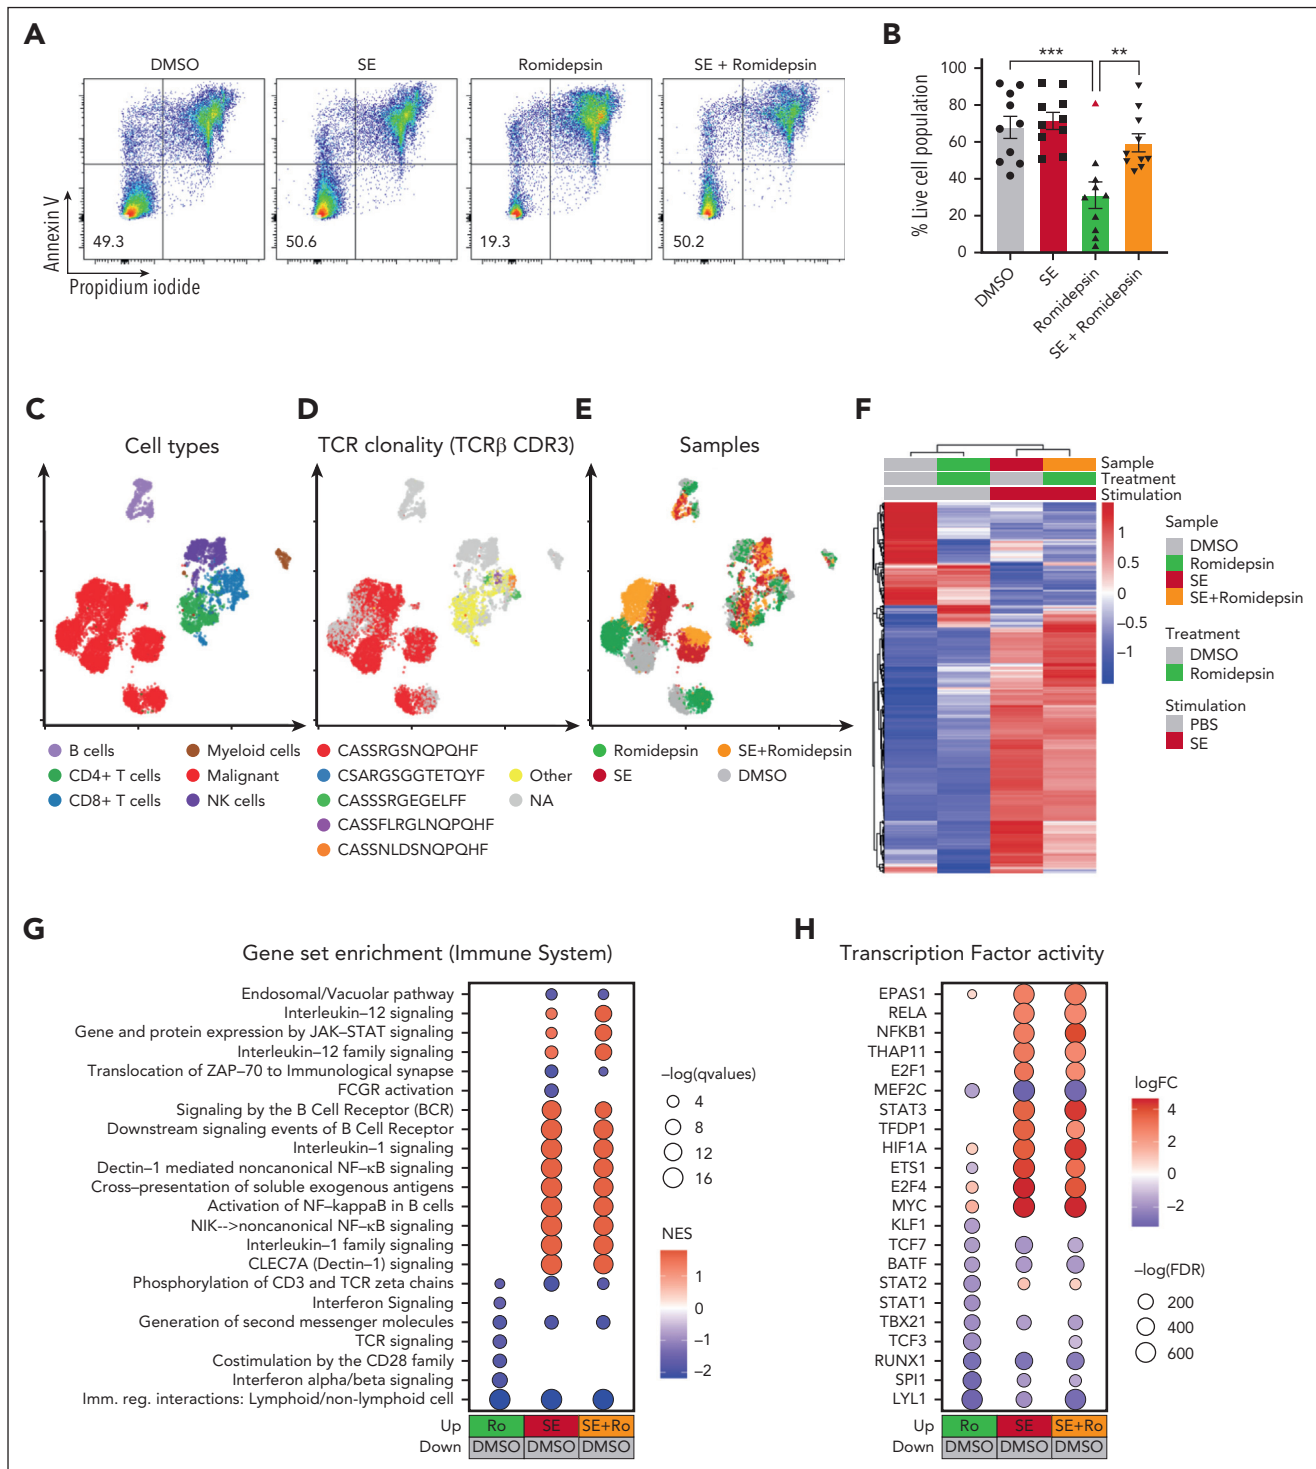 A
DMSO
SE
Romidepsin
SE + Romidepsin
49.3
50.6
19.3
50.2
Annexin V
Propidium iodide
B
***
**
% Live cell population
100
80
60
40
20
0
DMSO
SE
Romidepsin
SE + Romidepsin
C
Cell types
B cells
CD4+ T cells
CD8+ T cells
Myeloid cells
Malignant
NK cells
D
TCR clonality (TCRβ CDR3)
CASSRGSNQPQHF
CSARGSGGTETQYF
CASSSRGEGELFF
CASSFLRGLNQPQHF
CASSNLDSNQPQHF
Other
NA
E
Samples
Romidepsin
SE
SE+Romidepsin
DMSO
F
Sample
Treatment
Stimulation
1
0.5
0
−0.5
−1
Sample
DMSO
Romidepsin
SE
SE+Romidepsin
Treatment
DMSO
Romidepsin
Stimulation
PBS
SE
G
Gene set enrichment (Immune System)
Endosomal/Vacuolar pathway
Interleukin−12 signaling
Gene and protein expression by JAK−STAT signaling
Interleukin−12 family signaling
Translocation of ZAP−70 to Immunological synapse
FCGR activation
Signaling by the B Cell Receptor (BCR)
Downstream signaling events of B Cell Receptor
Interleukin−1 signaling
Dectin−1 mediated noncanonical NF−κB signaling
Cross−presentation of soluble exogenous antigens
Activation of NF−kappaB in B cells
NIK-->noncanonical NF−κB signaling
Interleukin−1 family signaling
CLEC7A (Dectin−1) signaling
Phosphorylation of CD3 and TCR zeta chains
Interferon Signaling
Generation of second messenger molecules
TCR signaling
Costimulation by the CD28 family
Interferon alpha/beta signaling
Imm. reg. interactions: Lymphoid/non−lymphoid cell
Up Ro SE SE+Ro
Down DMSO DMSO DMSO
−log(qvalues)
4
8
12
16
NES
1
0
−1
−2
H
Transcription Factor activity
EPAS1
RELA
NFKB1
THAP11
E2F1
MEF2C
STAT3
TFDP1
HIF1A
ETS1
E2F4
MYC
KLF1
TCF7
BATF
STAT2
STAT1
TBX21
TCF3
RUNX1
SPI1
LYL1
Up Ro SE SE+Ro
Down DMSO DMSO DMSO
logFC
4
2
0
−2
−log(FDR)
200
400
600